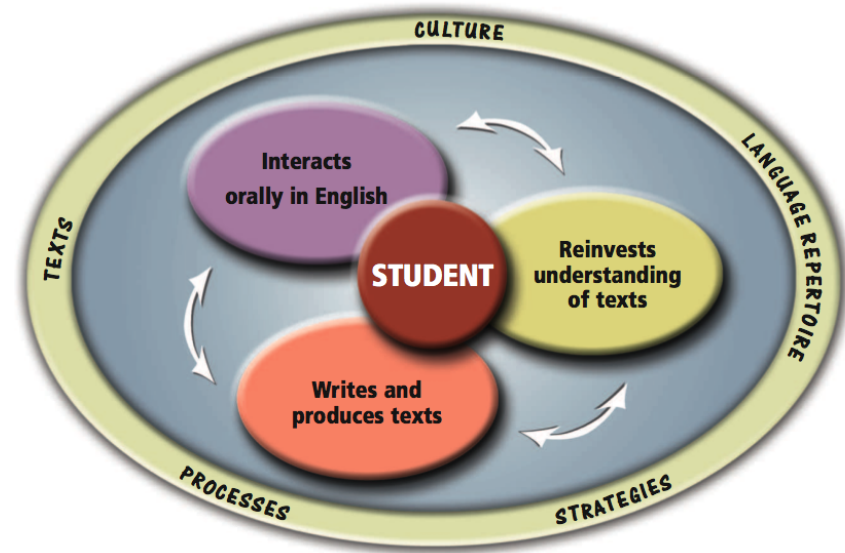 CULTURE
LANGUAGE REPERTOIRE
TEXTS
Interacts
orally in English
STUDENT
Reinvests
understanding
of texts
Writes and
produces texts
PROCESSES
STRATEGIES